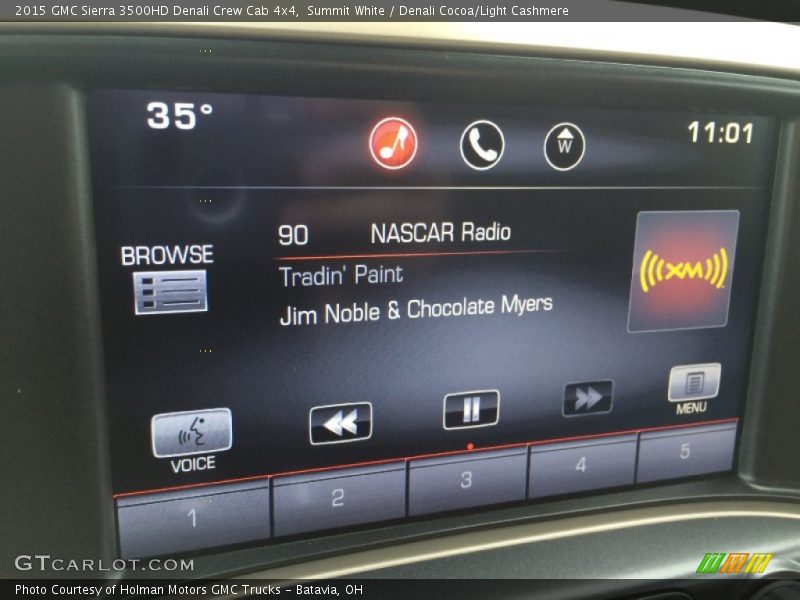 2015 GMC Sierra 3500HD Denali Crew Cab 4x4,  Summit White / Denali Cocoa/Light Cashmere
35°
W
11:01
90 NASCAR Radio
BROWSE
Tradin' Paint
((((XM))))
Jim Noble & Chocolate Myers
MENU
VOICE
1 2 3 4 5
GTCARLOT.COM
Photo Courtesy of Holman Motors GMC Trucks – Batavia, OH